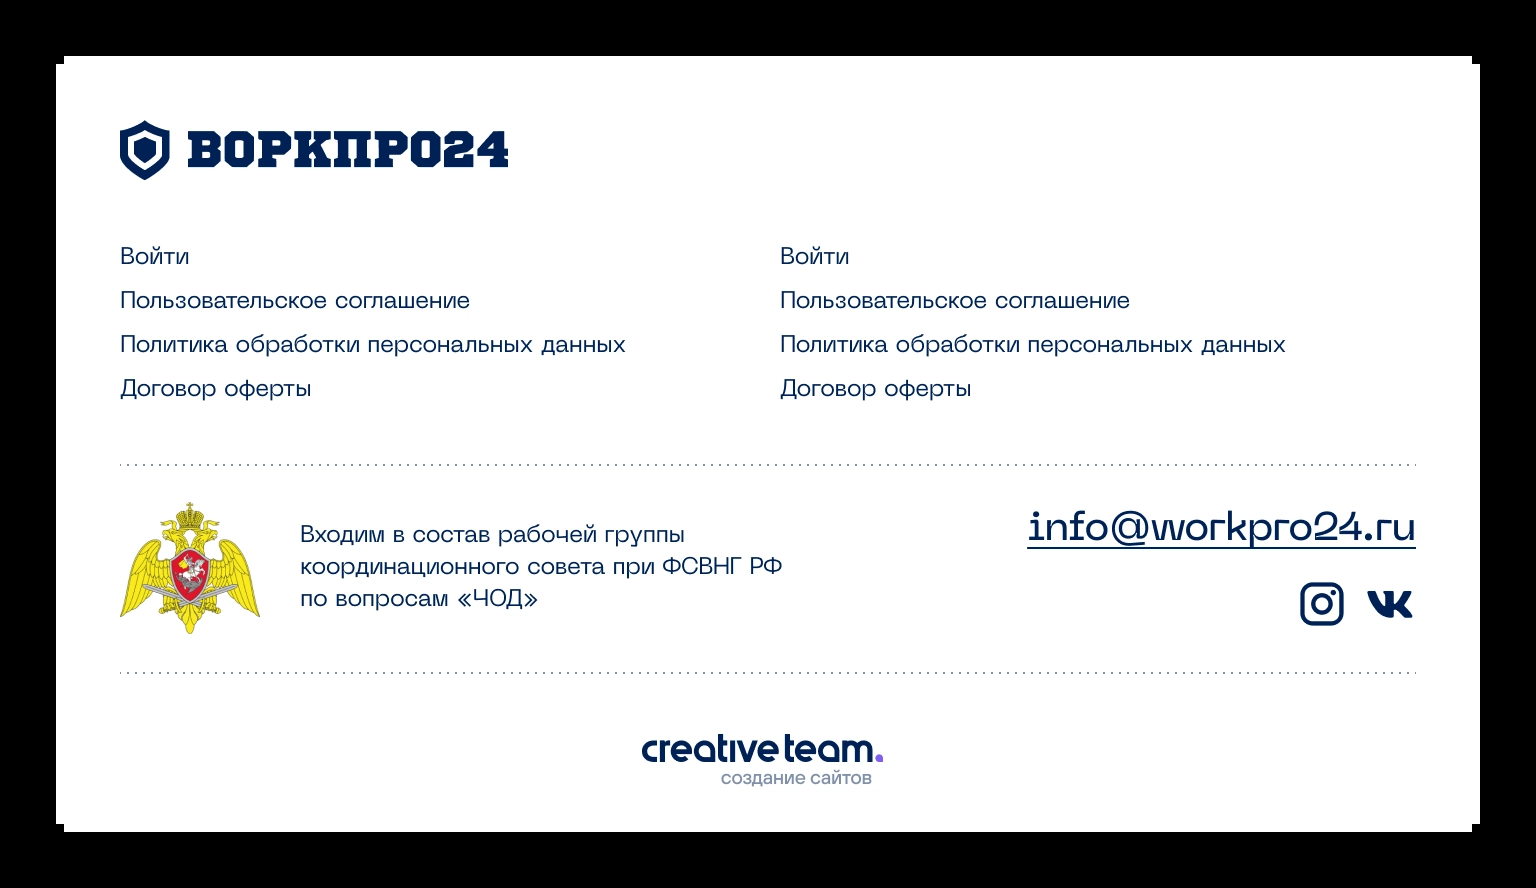 ВОРКПРО24
Войти
Пользовательское соглашение
Политика обработки персональных данных
Договор оферты
Войти
Пользовательское соглашение
Политика обработки персональных данных
Договор оферты
Входим в состав рабочей группы
координационного совета при ФСВНГ РФ
по вопросам «ЧОД»
info@workpro24.ru
creative team.
создание сайтов